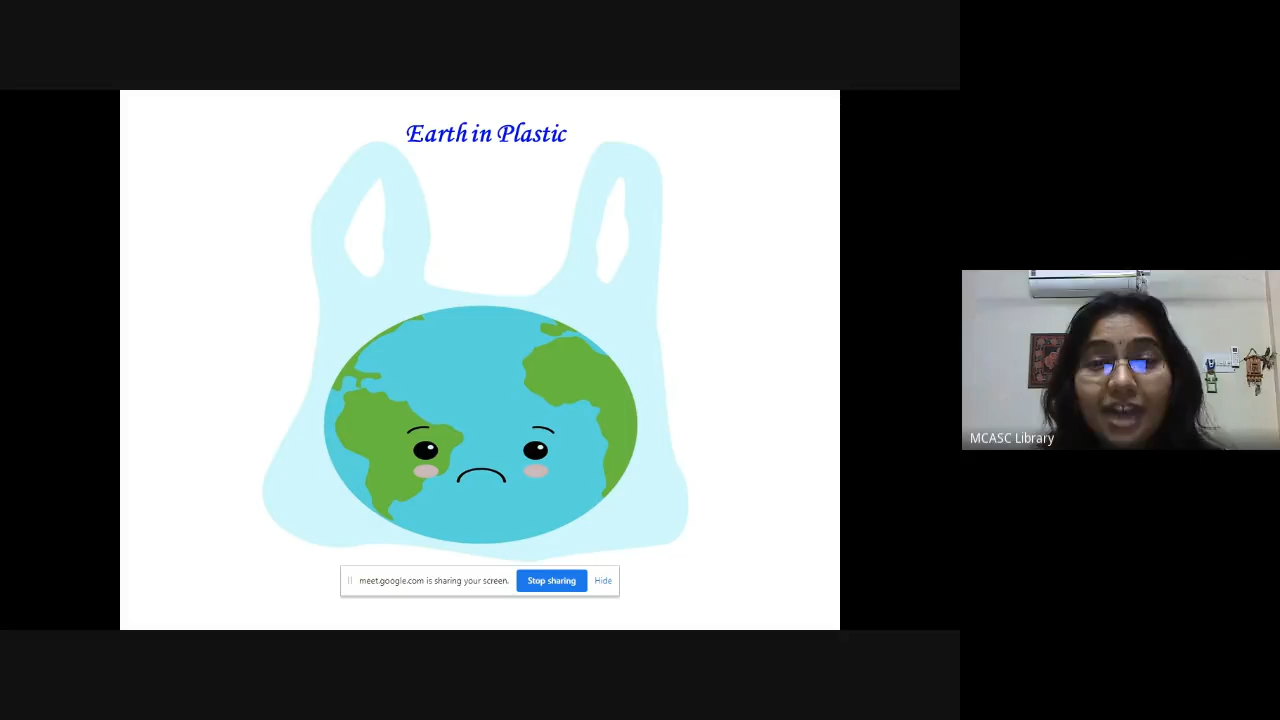 Earth in Plastic
meet.google.com is sharing your screen.
Stop sharing
Hide
MCASC Library